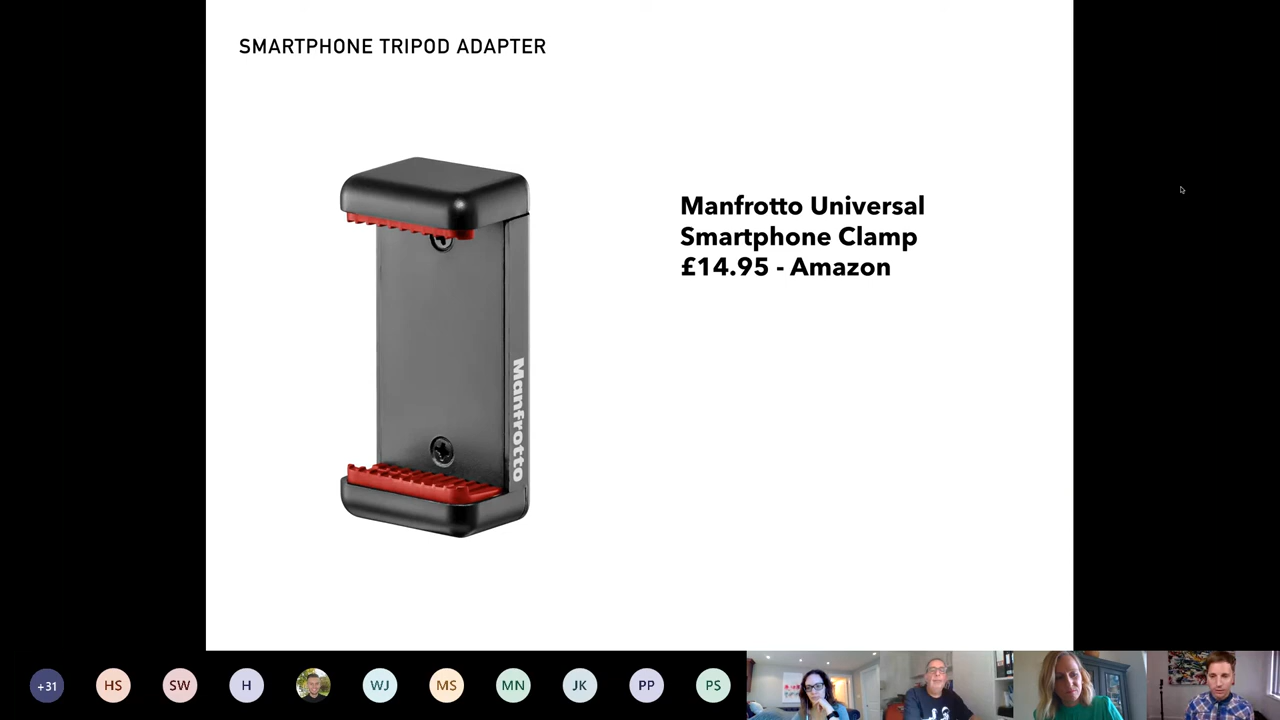 SMARTPHONE TRIPOD ADAPTER
Manfrotto Universal
Smartphone Clamp
£14.95 - Amazon
Manfrotto
+31
HS
SW
H
WJ
MS
MN
JK
PP
PS